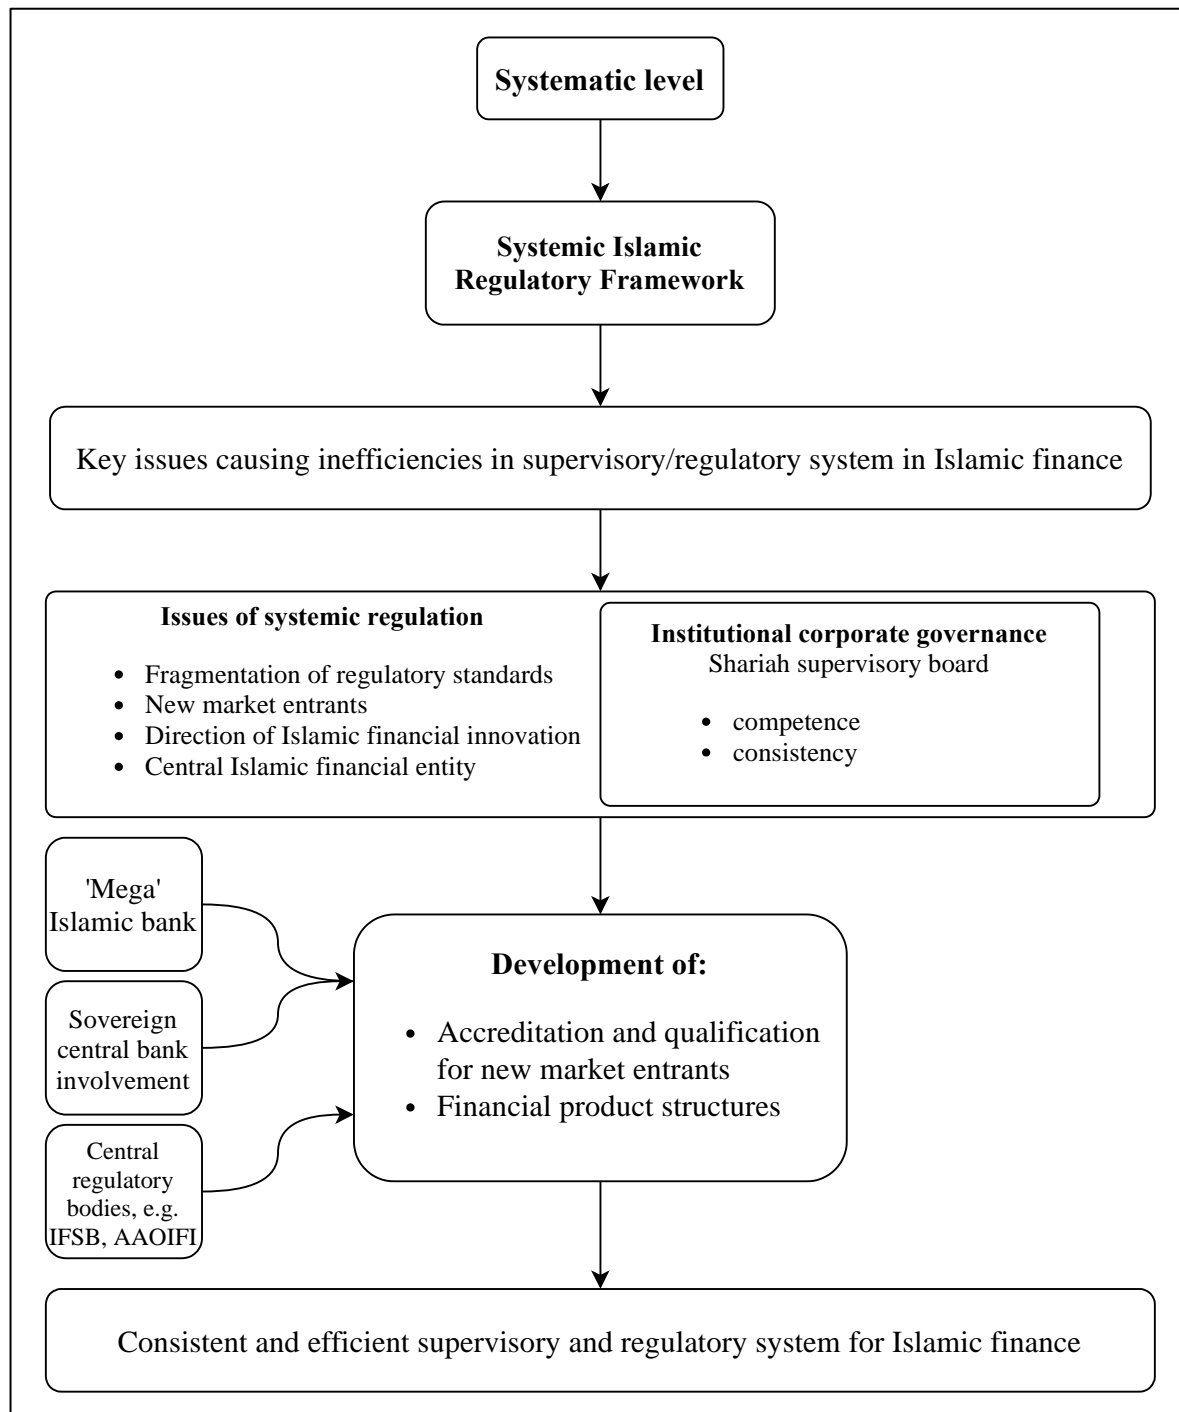 Systematic level
Systemic Islamic
Regulatory Framework
Key issues causing inefficiencies in supervisory/regulatory system in Islamic finance
Issues of systemic regulation
• Fragmentation of regulatory standards
• New market entrants
• Direction of Islamic financial innovation
• Central Islamic financial entity
Institutional corporate governance
Shariah supervisory board
• competence
• consistency
'Mega'
Islamic bank
Sovereign
central bank
involvement
Central
regulatory
bodies, e.g.
IFSB, AAOIFI
Development of:
• Accreditation and qualification
for new market entrants
• Financial product structures
Consistent and efficient supervisory and regulatory system for Islamic finance